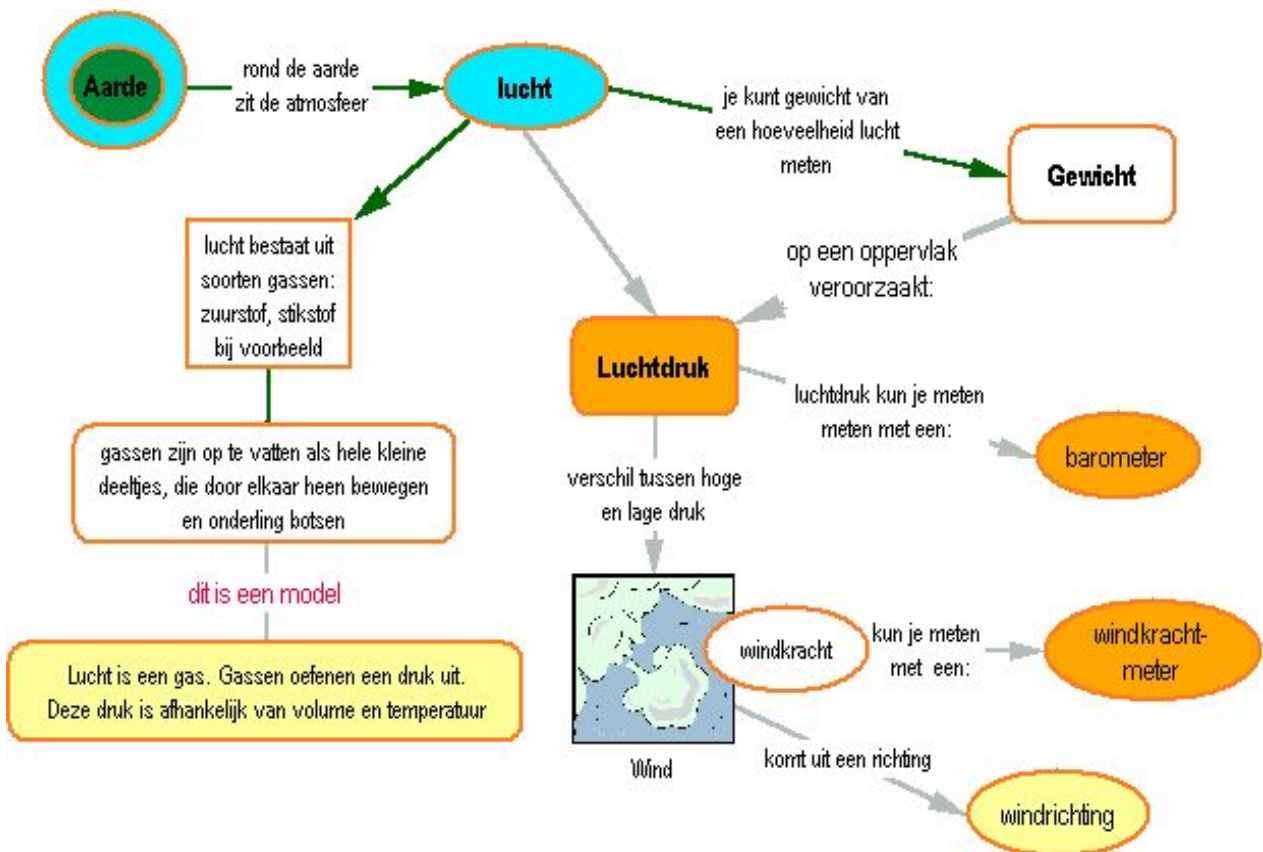 Aarde
rond de aarde
zit de atmosfeer
lucht
je kunt gewicht van
een hoeveelheid lucht
meten
Gewicht
op een oppervlak
veroorzaakt:
lucht bestaat uit
soorten gassen:
zuurstof, stikstof
bij voorbeeld
Luchtdruk
luchtdruk kun je meten
meten met een:
barometer
gassen zijn op te vatten als hele kleine
deeltjes, die door elkaar heen bewegen
en onderling botsen
verschil tussen hoge
en lage druk
dit is een model
Lucht is een gas. Gassen oefenen een druk uit.
Deze druk is afhankelijk van volume en temperatuur
windkracht
kun je meten
met een:
windkracht-
meter
Wind
komt uit een richting
windrichting